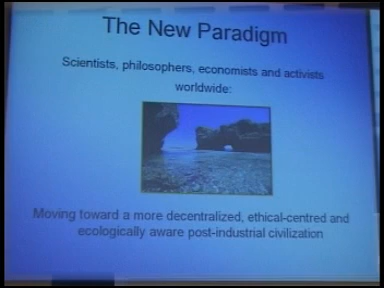 The New Paradigm
Scientists, philosophers, economists and activists
worldwide:
Moving toward a more decentralized, ethical-centred and
ecologically aware post-industrial civilization